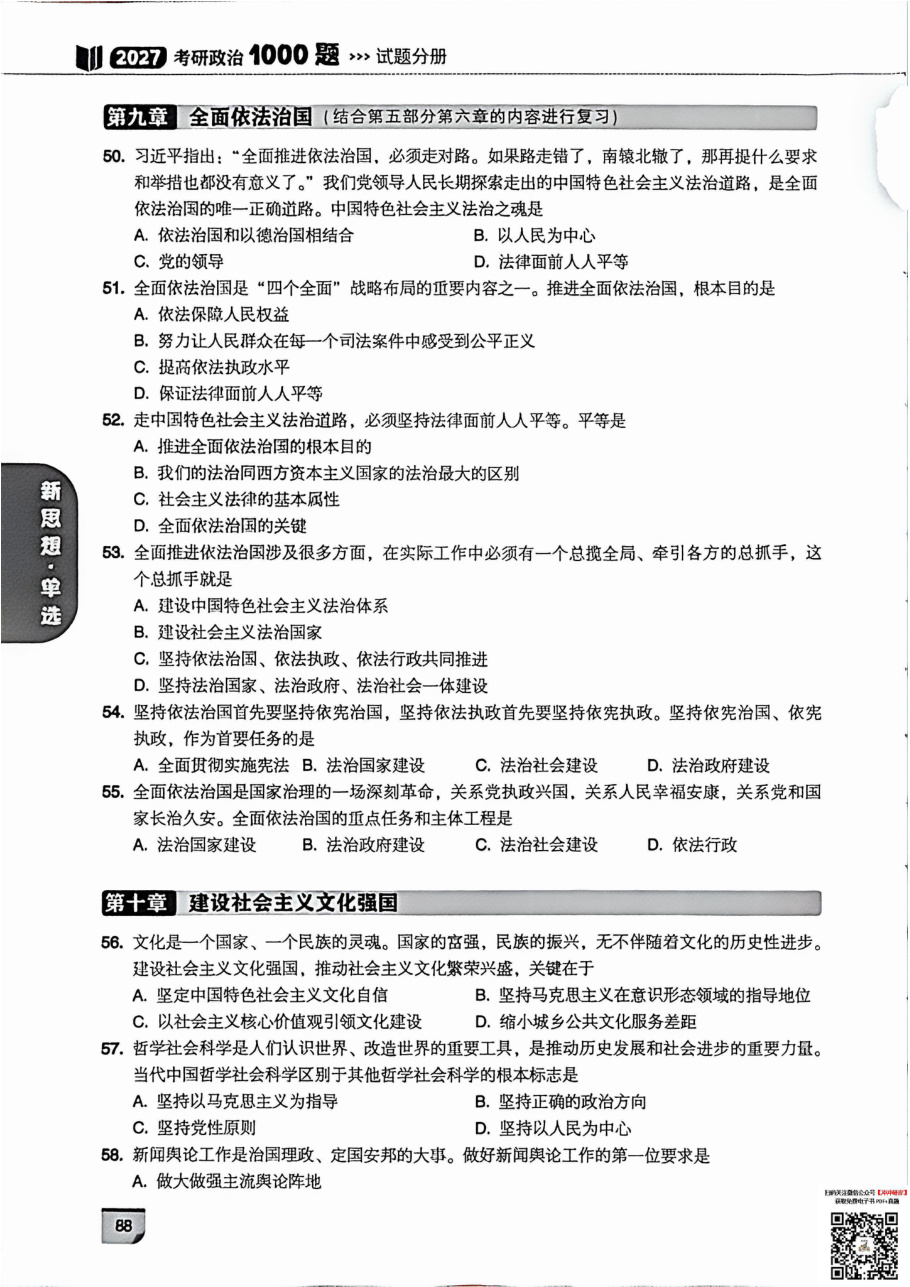 2027 考研政治 1000 题 >>> 试题分册
第九章 全面依法治国（结合第五部分第六章的内容进行复习）
50. 习近平指出：“全面推进依法治国，必须走对路。如果路走错了，南辕北辙了，那再提什么要求
和举措也都没有意义了。”我们党领导人民长期探索走出的中国特色社会主义法治道路，是全面
依法治国的唯一正确道路。中国特色社会主义法治之魂是
A. 依法治国和以德治国相结合 B. 以人民为中心
C. 党的领导 D. 法律面前人人平等
51. 全面依法治国是“四个全面”战略布局的重要内容之一。推进全面依法治国，根本目的是
A. 依法保障人民权益
B. 努力让人民群众在每一个司法案件中感受到公平正义
C. 提高依法执政水平
D. 保证法律面前人人平等
52. 走中国特色社会主义法治道路，必须坚持法律面前人人平等。平等是
A. 推进全面依法治国的根本目的
B. 我们的法治同西方资本主义国家的法治最大的区别
C. 社会主义法律的基本属性
D. 全面依法治国的关键
53. 全面推进依法治国涉及很多方面，在实际工作中必须有一个总揽全局、牵引各方的总抓手，这
个总抓手就是
A. 建设中国特色社会主义法治体系
B. 建设社会主义法治国家
C. 坚持依法治国、依法执政、依法行政共同推进
D. 坚持法治国家、法治政府、法治社会一体建设
54. 坚持依法治国首先要坚持依宪治国，坚持依法执政首先要坚持依宪执政。坚持依宪治国、依宪
执政，作为首要任务的是
A. 全面贯彻实施宪法 B. 法治国家建设 C. 法治社会建设 D. 法治政府建设
55. 全面依法治国是国家治理的一场深刻革命，关系党执政兴国，关系人民幸福安康，关系党和国
家长治久安。全面依法治国的重点任务和主体工程是
A. 法治国家建设 B. 法治政府建设 C. 法治社会建设 D. 依法行政
第十章 建设社会主义文化强国
56. 文化是一个国家、一个民族的灵魂。国家的富强，民族的振兴，无不伴随着文化的历史性进步。
建设社会主义文化强国，推动社会主义文化繁荣兴盛，关键在于
A. 坚定中国特色社会主义文化自信 B. 坚持马克思主义在意识形态领域的指导地位
C. 以社会主义核心价值观引领文化建设 D. 缩小城乡公共文化服务差距
57. 哲学社会科学是人们认识世界、改造世界的重要工具，是推动历史发展和社会进步的重要力量。
当代中国哲学社会科学区别于其他哲学社会科学的根本标志是
A. 坚持以马克思主义为指导 B. 坚持正确的政治方向
C. 坚持党性原则 D. 坚持以人民为中心
58. 新闻舆论工作是治国理政、定国安邦的大事。做好新闻舆论工作的第一位要求是
A. 做大做强主流舆论阵地
新思想·单选
88
扫码关注微信公众号【冲冲研库】
获取免费电子书PDF+真题